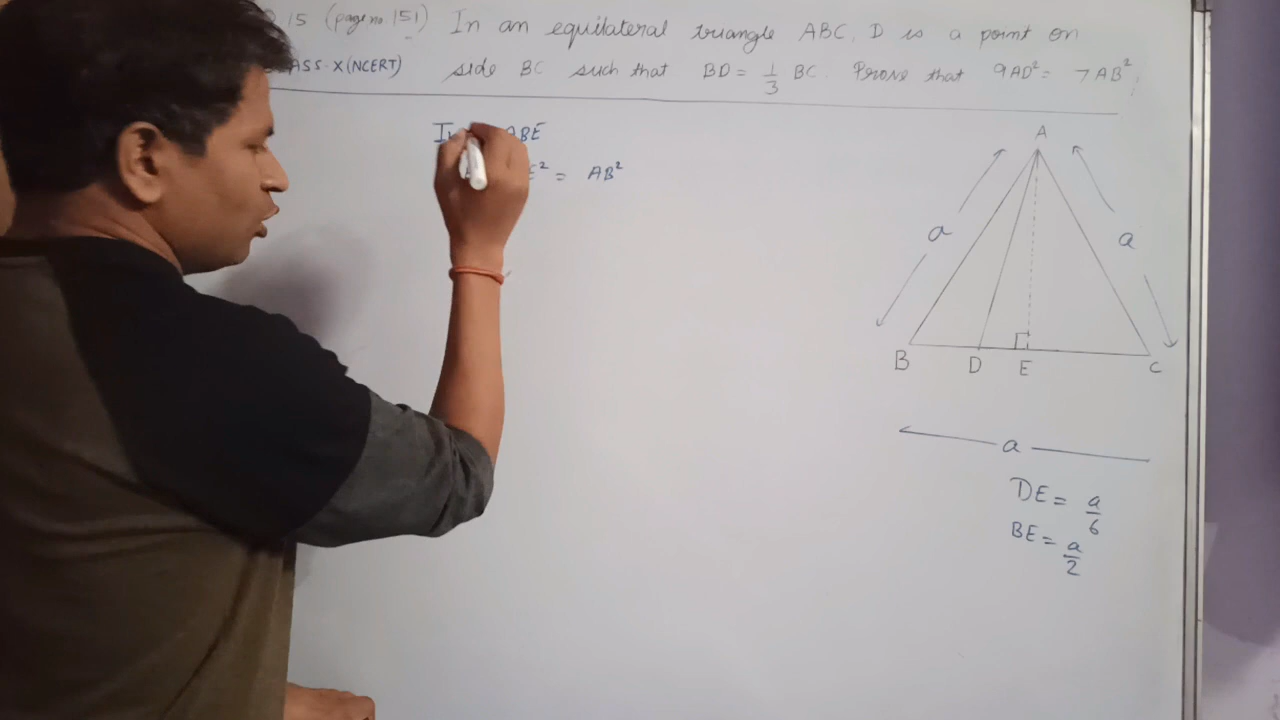 15 (page no 151) In an equilateral triangle ABC, D is a point on
ASS-X (NCERT) side BC such that BD = 1/3 BC. Prove that 9AD² = 7AB²
ABE
E² = AB²
A
a
a
B D E C
a
DE = a/6
BE = a/2